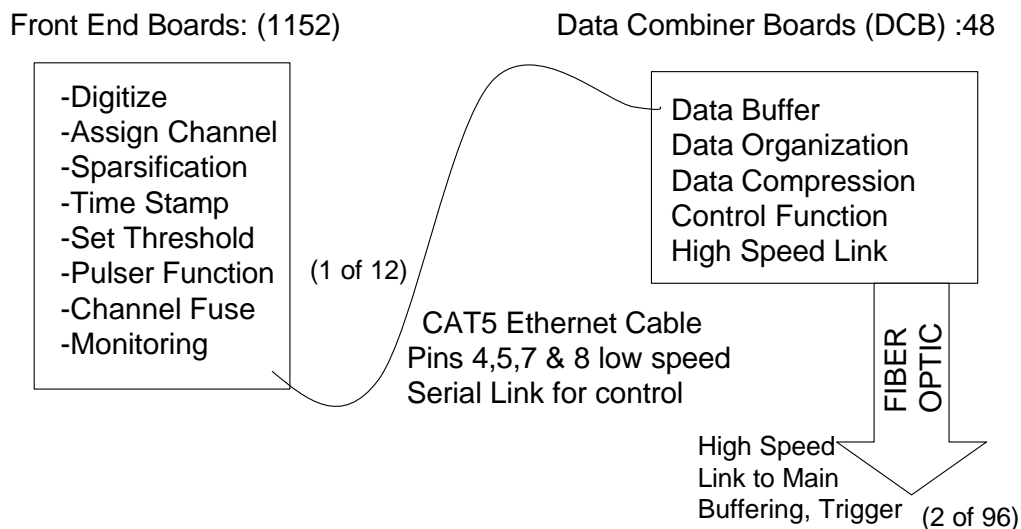 Front End Boards: (1152)
-Digitize
-Assign Channel
-Sparsification
-Time Stamp
-Set Threshold
-Pulser Function
-Channel Fuse
-Monitoring
(1 of 12)
CAT5 Ethernet Cable
Pins 4,5,7 & 8 low speed
Serial Link for control
Data Combiner Boards (DCB) :48
Data Buffer
Data Organization
Data Compression
Control Function
High Speed Link
FIBER
OPTIC
High Speed
Link to Main
Buffering, Trigger
(2 of 96)